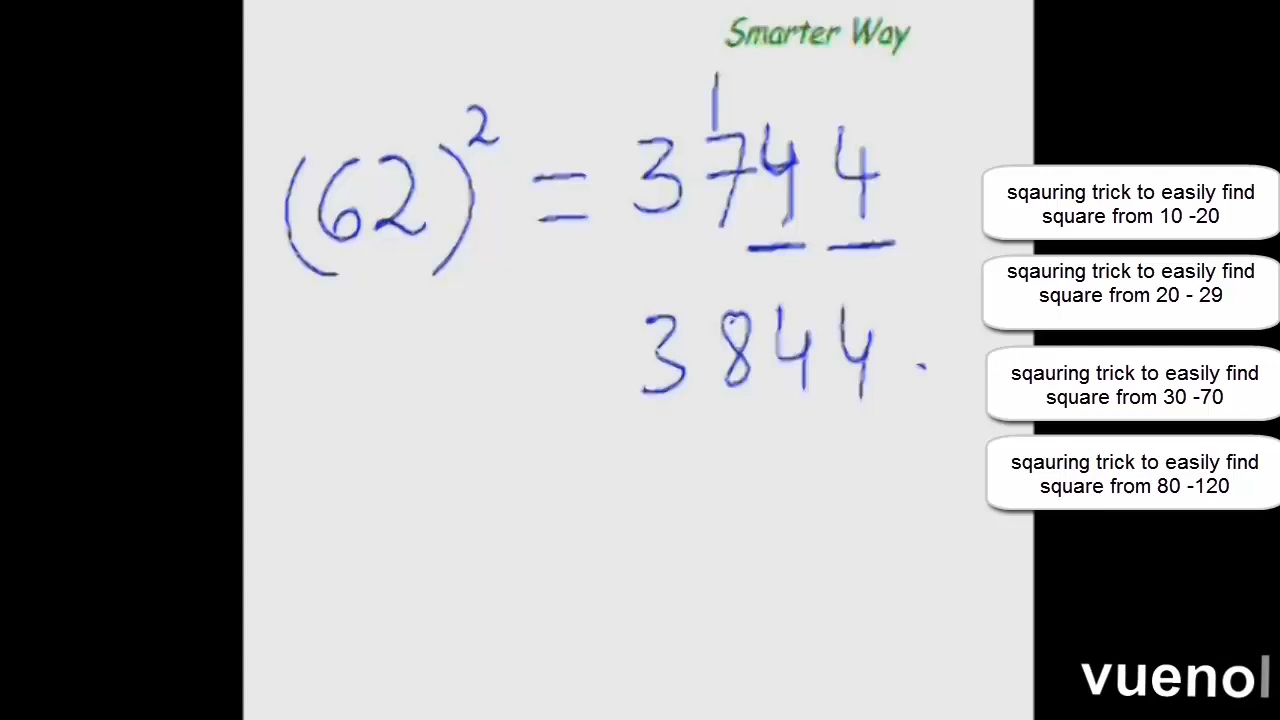 Smarter Way
1
(62)² = 3744
3844.
sqauring trick to easily find
square from 10 -20
sqauring trick to easily find
square from 20 - 29
sqauring trick to easily find
square from 30 -70
sqauring trick to easily find
square from 80 -120
vuenol